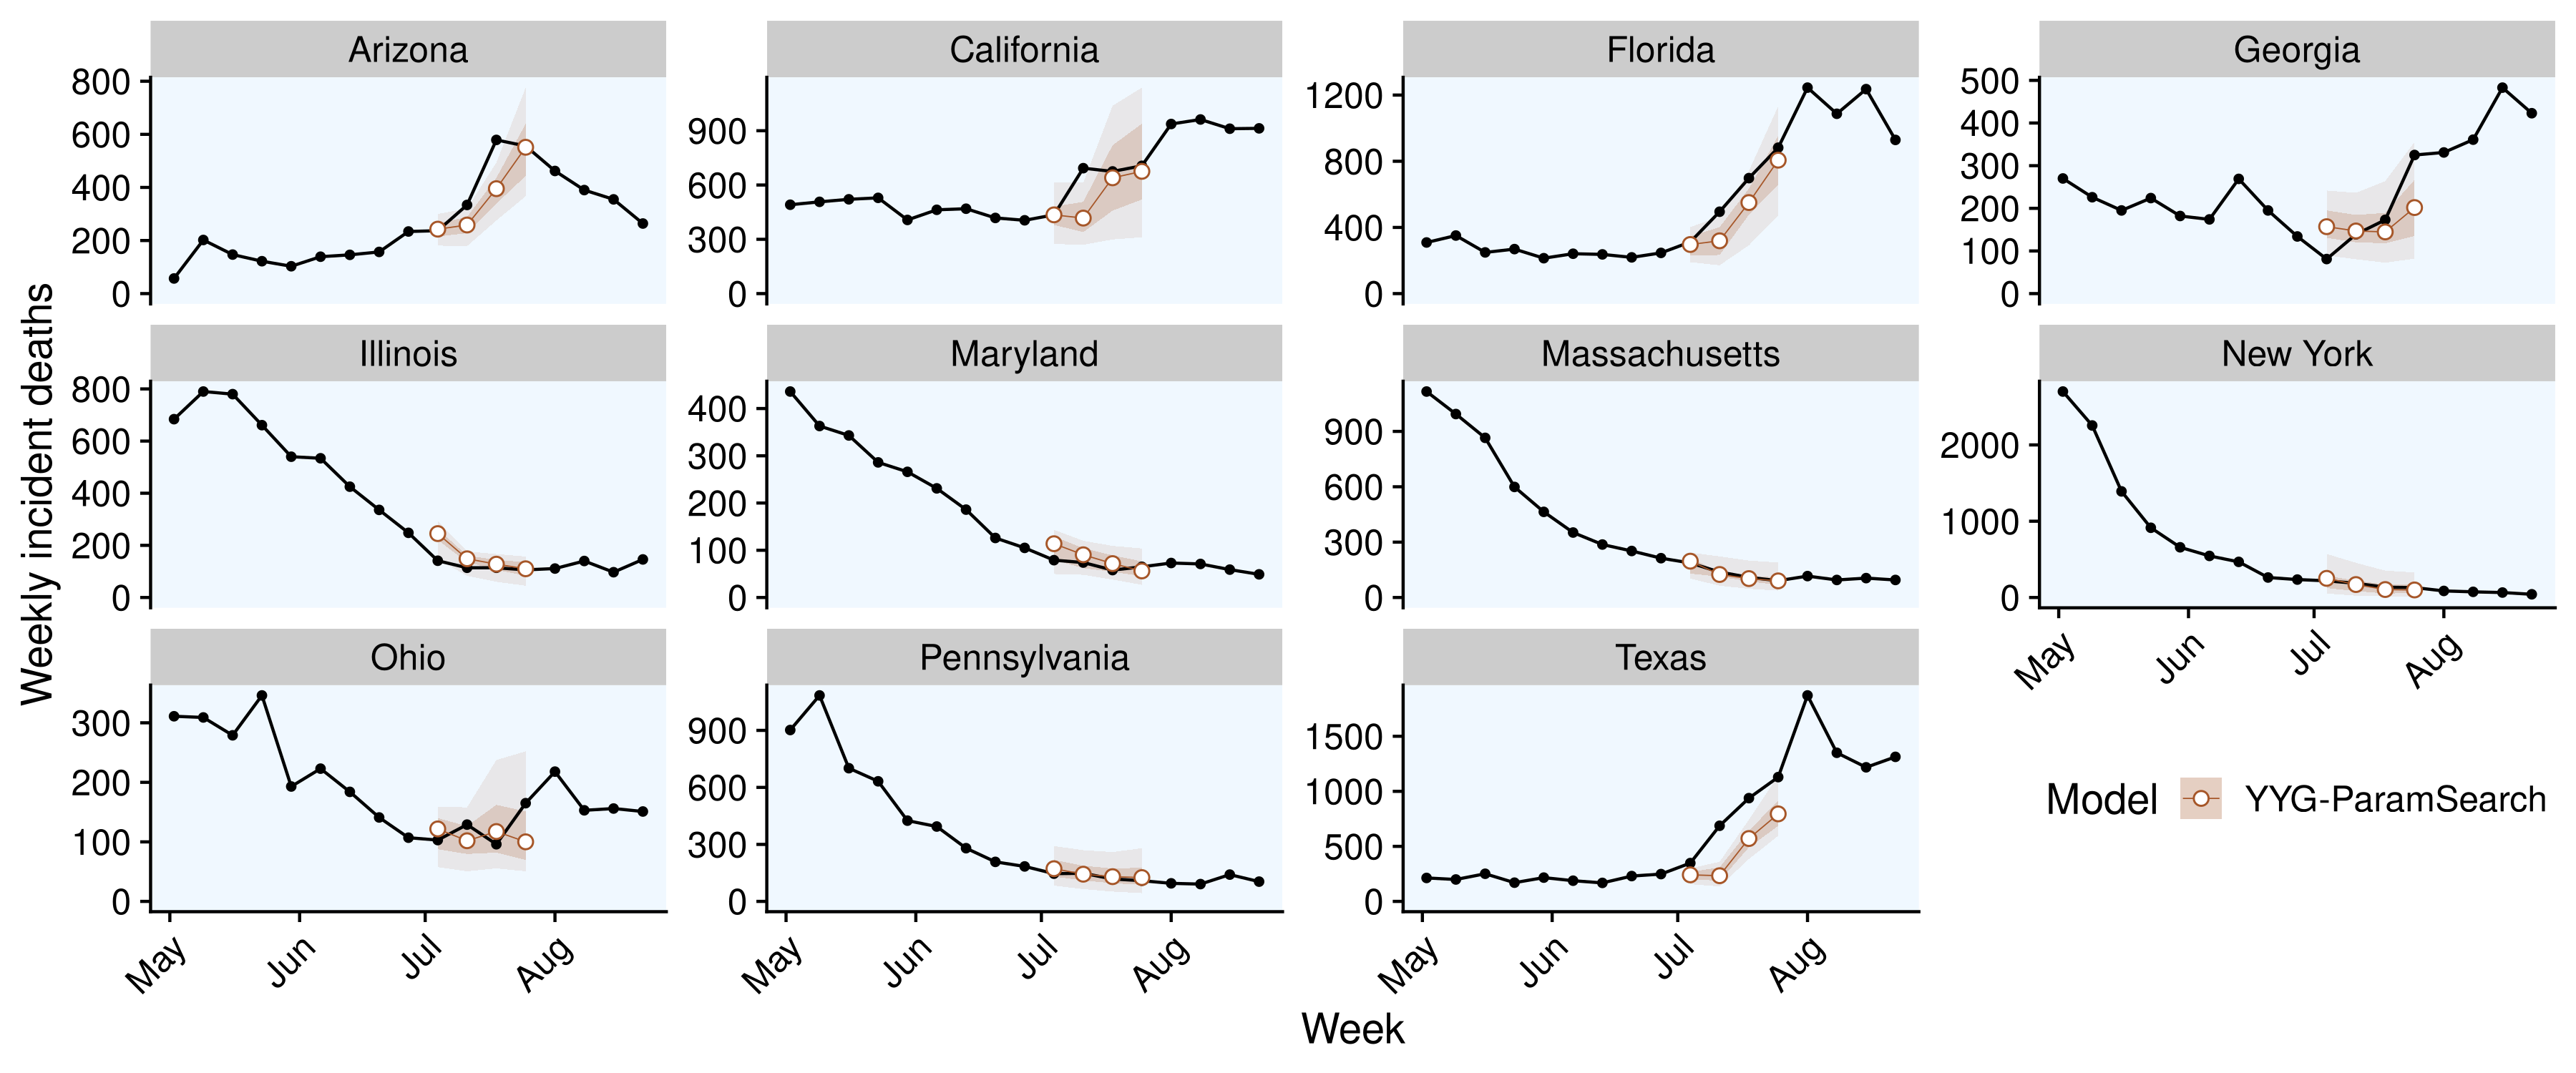 Arizona
California
Florida
Georgia
800
600
400
200
0
900
600
300
0
1200
800
400
0
500
400
300
200
100
0
Illinois
Maryland
Massachusetts
New York
800
600
400
200
0
400
300
200
100
0
900
600
300
0
2000
1000
0
May
Jun
Jul
Aug
Ohio
Pennsylvania
Texas
300
200
100
0
900
600
300
0
1500
1000
500
0
May
Jun
Jul
Aug
May
Jun
Jul
Aug
May
Jun
Jul
Aug
Weekly incident deaths
Week
Model
YYG-ParamSearch